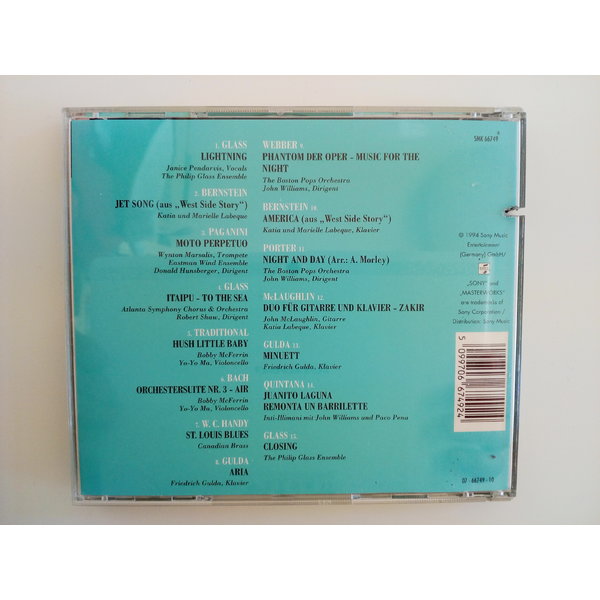 1. GLASS
LIGHTNING
Janice Pendarvis, Vocals
The Philip Glass Ensemble
2. BERNSTEIN
JET SONG (aus „West Side Story“)
Katia und Marielle Labeque
3. PAGANINI
MOTO PERPETUO
Wynton Marsalis, Trompete
Eastman Wind Ensemble
Donald Hunsberger, Dirigent
4. GLASS
ITAIPU - TO THE SEA
Atlanta Symphony Chorus & Orchestra
Robert Shaw, Dirigent
5. TRADITIONAL
HUSH LITTLE BABY
Bobby McFerrin
Yo-Yo Ma, Violoncello
6. BACH
ORCHESTERSUITE NR. 3 - AIR
Bobby McFerrin
Yo-Yo Ma, Violoncello
7. W. C. HANDY
ST. LOUIS BLUES
Canadian Brass
8. GULDA
ARIA
Friedrich Gulda, Klavier
WEBBER 9.
PHANTOM DER OPER - MUSIC FOR THE
NIGHT
The Boston Pops Orchestra
John Williams, Dirigent
BERNSTEIN 10.
AMERICA (aus „West Side Story“)
Katia und Marielle Labeque, Klavier
PORTER 11.
NIGHT AND DAY (Arr.: A. Morley)
The Boston Pops Orchestra
John Williams, Dirigent
McLAUGHLIN 12.
DUO FÜR GITARRE UND KLAVIER - ZAKIR
John McLaughlin, Gitarre
Katia Labeque, Klavier
GULDA 13.
MINUETT
Friedrich Gulda, Klavier
QUINTANA 14.
JUANITO LAGUNA
REMONTA UN BARRILETTE
Inti-Illimani mit John Williams und Paco Pena
GLASS 15.
CLOSING
The Philip Glass Ensemble
SMK 66749
℗ 1994 Sony Music
Entertainment
(Germany) GmbH/
„SONY“ und
„MASTERWORKS“
are trademarks of
Sony Corporation /
Distribution: Sony Music
5 099706 674924
07 - 66749 - 10